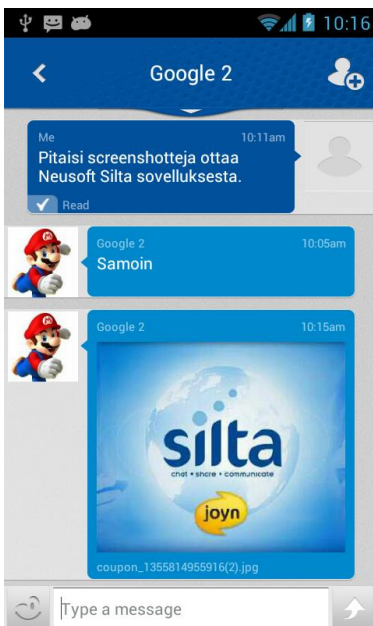 10:16
Google 2
Me 10:11am
Pitaisi screenshotteja ottaa
Neusoft Silta sovelluksesta.
Read
Google 2 10:05am
Samoin
Google 2 10:15am
silta
chat • share • communicate
joyn
coupon_1355814955916(2).jpg
Type a message